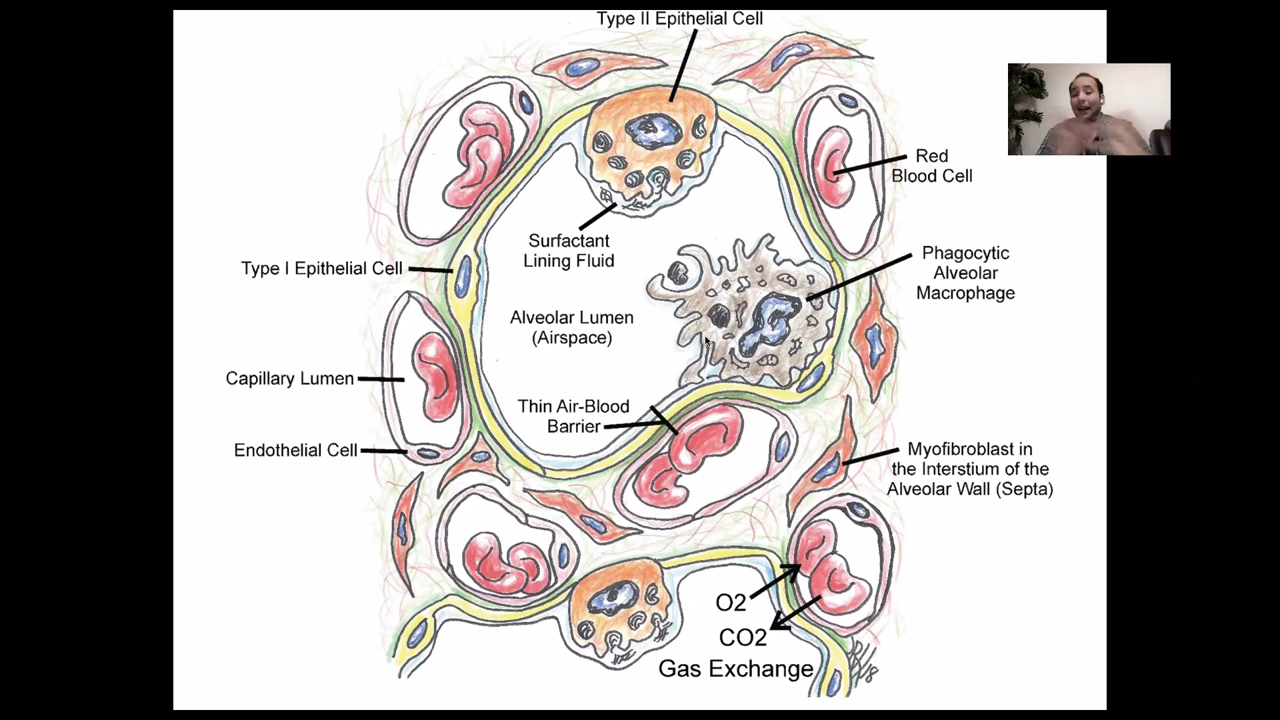 Type II Epithelial Cell
Red
Blood Cell
Surfactant
Lining Fluid
Type I Epithelial Cell
Phagocytic
Alveolar
Macrophage
Alveolar Lumen
(Airspace)
Capillary Lumen
Thin Air-Blood
Barrier
Endothelial Cell
Myofibroblast in
the Interstium of the
Alveolar Wall (Septa)
O2
CO2
Gas Exchange